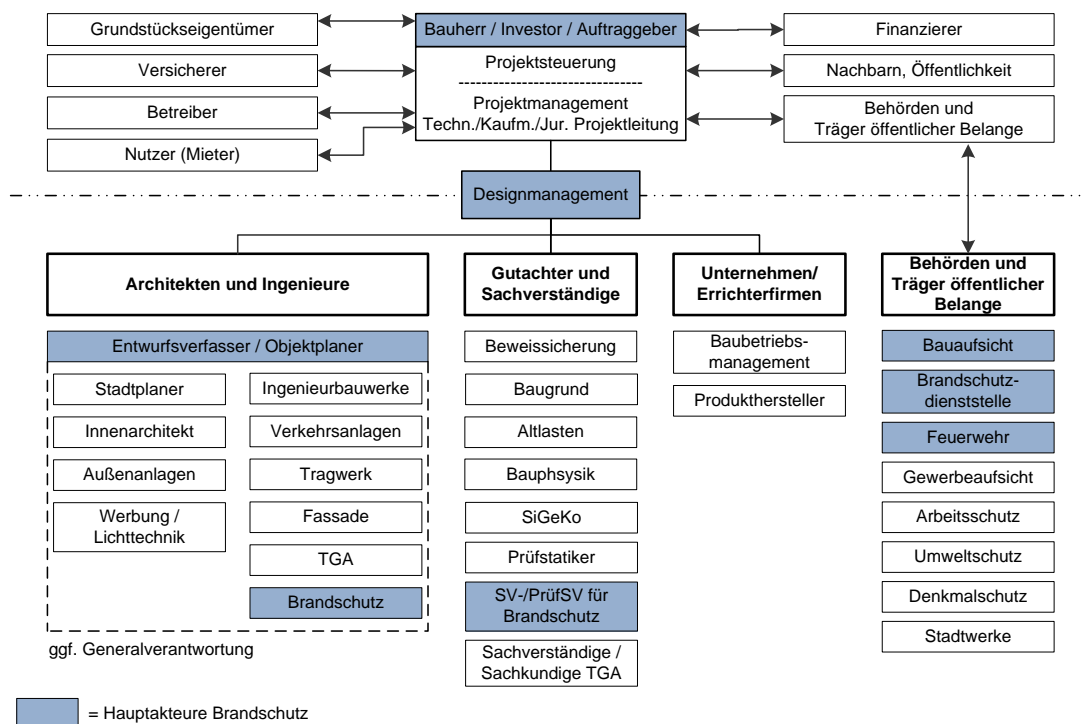 Grundstückseigentümer
Versicherer
Betreiber
Nutzer (Mieter)
Bauherr / Investor / Auftraggeber
Projektsteuerung
--------------------------------
Projektmanagement
Techn./Kaufm./Jur. Projektleitung
Finanzierer
Nachbarn, Öffentlichkeit
Behörden und
Träger öffentlicher Belange
Designmanagement
Architekten und Ingenieure
Entwurfsverfasser / Objektplaner
Stadtplaner
Innenarchitekt
Außenanlagen
Werbung /
Lichttechnik
Ingenieurbauwerke
Verkehrsanlagen
Tragwerk
Fassade
TGA
Brandschutz
ggf. Generalverantwortung
Gutachter und
Sachverständige
Beweissicherung
Baugrund
Altlasten
Bauphsysik
SiGeKo
Prüfstatiker
SV-/PrüfSV für
Brandschutz
Sachverständige /
Sachkundige TGA
Unternehmen/
Errichterfirmen
Baubetriebs-
management
Produkthersteller
Behörden und
Träger öffentlicher
Belange
Bauaufsicht
Brandschutz-
dienststelle
Feuerwehr
Gewerbeaufsicht
Arbeitsschutz
Umweltschutz
Denkmalschutz
Stadtwerke
= Hauptakteure Brandschutz